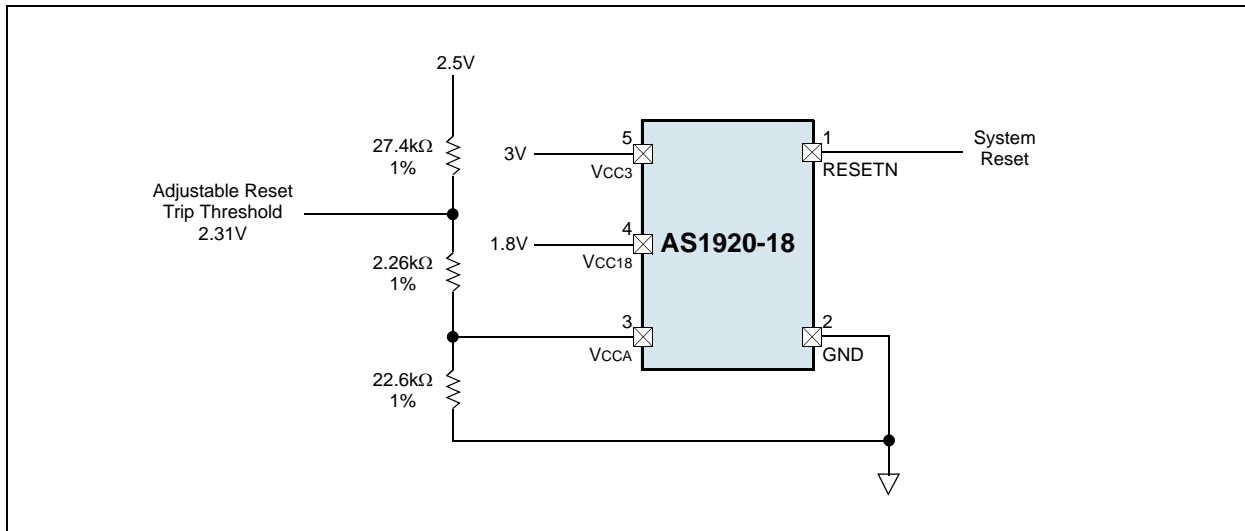 2.5V
27.4kΩ
1%
Adjustable Reset
Trip Threshold
2.31V
2.26kΩ
1%
22.6kΩ
1%
3V
5
VCC3
1.8V
4
VCC18
3
VCCA
AS1920-18
1
RESETN
System
Reset
2
GND